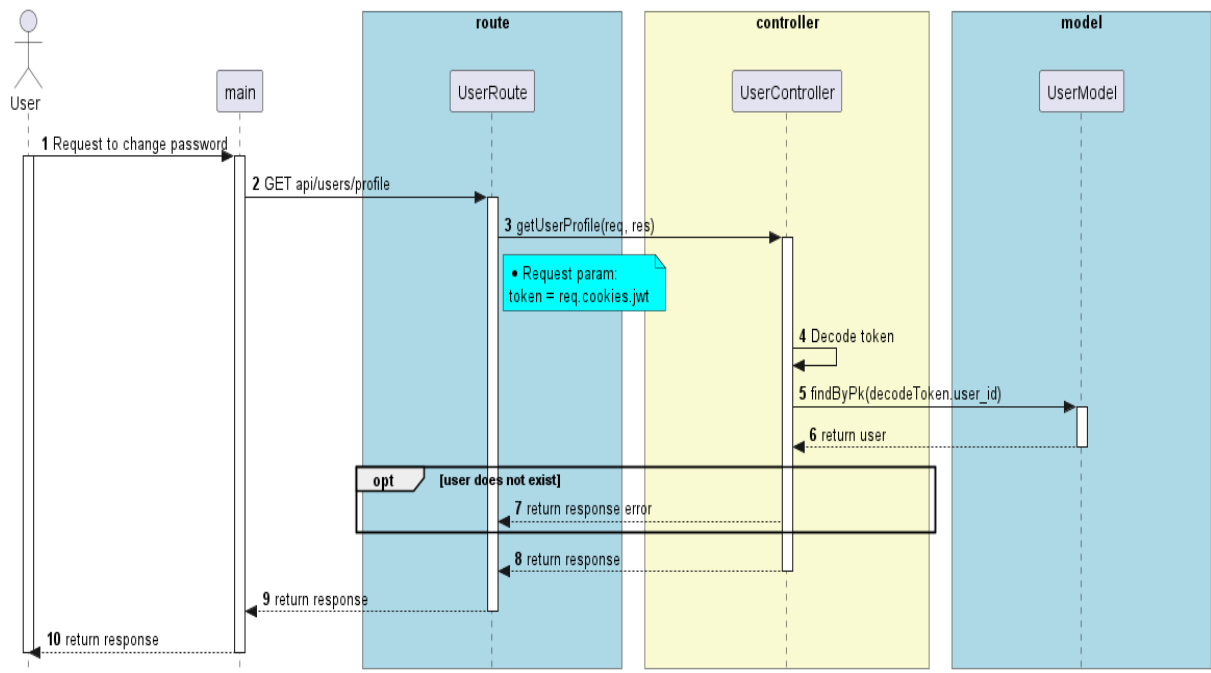 route
controller
model
User
main
UserRoute
UserController
UserModel
1 Request to change password
2 GET api/users/profile
3 getUserProfile(req, res)
• Request param:
token = req.cookies.jwt
4 Decode token
5 findByPk(decodeToken.user_id)
6 return user
opt [user does not exist]
7 return response error
8 return response
9 return response
10 return response